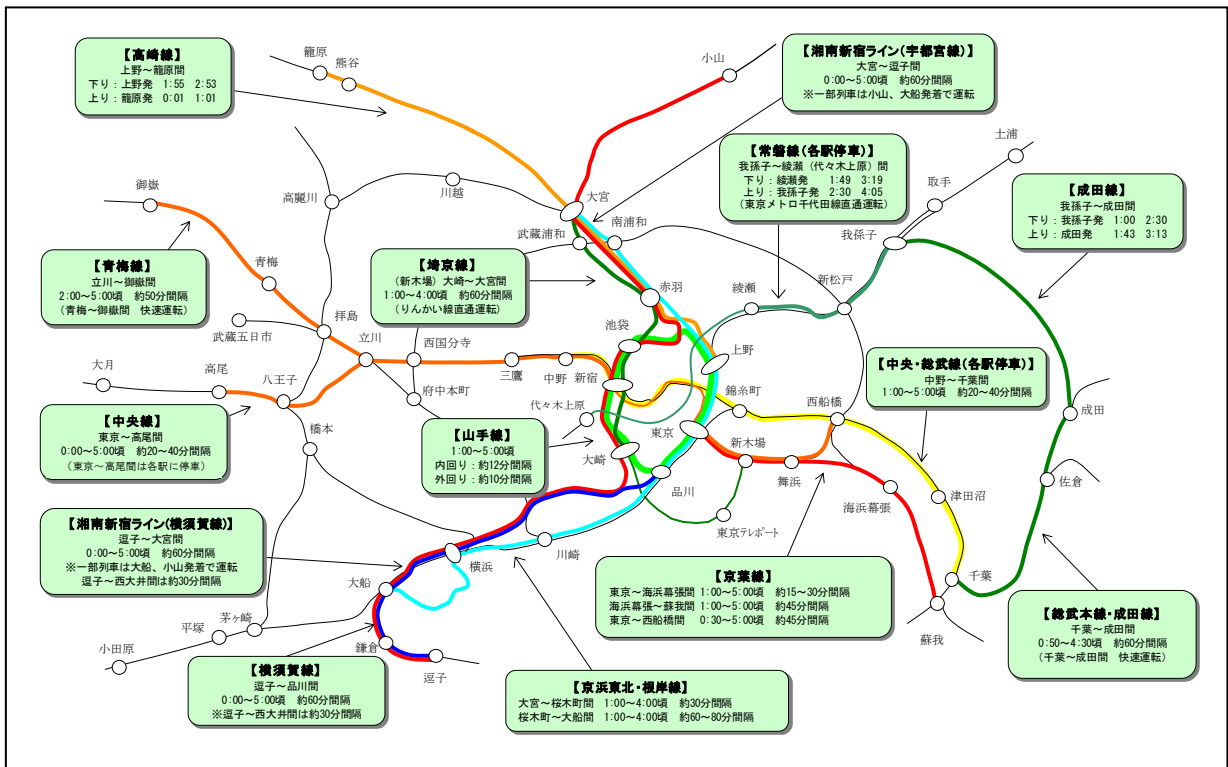 【高崎線】
上野～籠原間
下り：上野発 1:55 2:53
上り：籠原発 0:01 1:01
籠原
熊谷
小山
【湘南新宿ライン(宇都宮線)】
大宮～逗子間
0:00～5:00頃 約60分間隔
※一部列車は小山、大船発着で運転
【常磐線(各駅停車)】
我孫子～綾瀬（代々木上原）間
下り：綾瀬発 1:49 3:19
上り：我孫子発 2:30 4:05
(東京メトロ千代田線直通運転)
土浦
取手
我孫子
【成田線】
我孫子～成田間
下り：我孫子発 1:00 2:30
上り：成田発 1:43 3:13
御嶽
高麗川
川越
大宮
南浦和
武蔵浦和
【青梅線】
立川～御嶽間
2:00～5:00頃 約50分間隔
(青梅～御嶽間 快速運転)
青梅
【埼京線】
(新木場) 大崎～大宮間
1:00～4:00頃 約60分間隔
(りんかい線直通運転)
赤羽
綾瀬
新松戸
武蔵五日市
拝島
立川
西国分寺
池袋
上野
三鷹
中野
新宿
錦糸町
西船橋
【中央・総武線(各駅停車)】
中野～千葉間
1:00～5:00頃 約20～40分間隔
大月
高尾
八王子
府中本町
代々木上原
東京
新木場
成田
【中央線】
東京～高尾間
0:00～5:00頃 約20～40分間隔
(東京～高尾間は各駅に停車)
橋本
【山手線】
1:00～5:00頃
内回り：約12分間隔
外回り：約10分間隔
大崎
品川
舞浜
海浜幕張
津田沼
佐倉
東京テレポート
【湘南新宿ライン(横須賀線)】
逗子～大宮間
0:00～5:00頃 約60分間隔
※一部列車は大船、小山発着で運転
逗子～西大井間は約30分間隔
横浜
川崎
大船
【京葉線】
東京～海浜幕張間 1:00～5:00頃 約15～30分間隔
海浜幕張～蘇我間 1:00～5:00頃 約45分間隔
東京～西船橋間 0:30～5:00頃 約45分間隔
千葉
蘇我
【総武本線・成田線】
千葉～成田間
0:50～4:30頃 約60分間隔
(千葉～成田間 快速運転)
茅ヶ崎
平塚
小田原
鎌倉
逗子
【横須賀線】
逗子～品川間
0:00～5:00頃 約60分間隔
※逗子～西大井間は約30分間隔
【京浜東北・根岸線】
大宮～桜木町間 1:00～4:00頃 約30分間隔
桜木町～大船間 1:00～4:00頃 約60～80分間隔